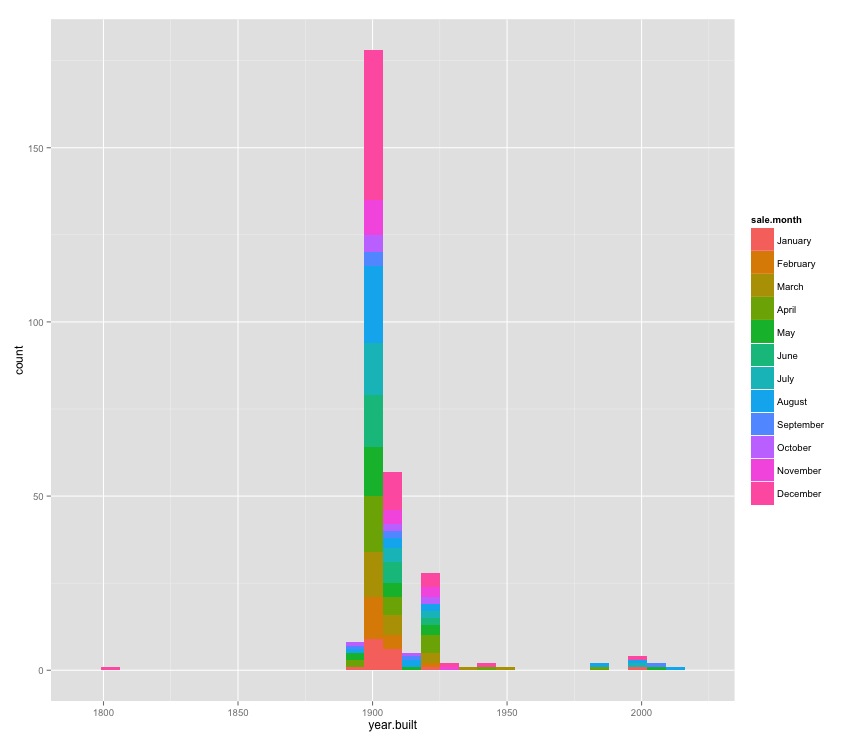 150
100
50
0
count
1800
1850
1900
1950
2000
year.built
sale.month
January
February
March
April
May
June
July
August
September
October
November
December